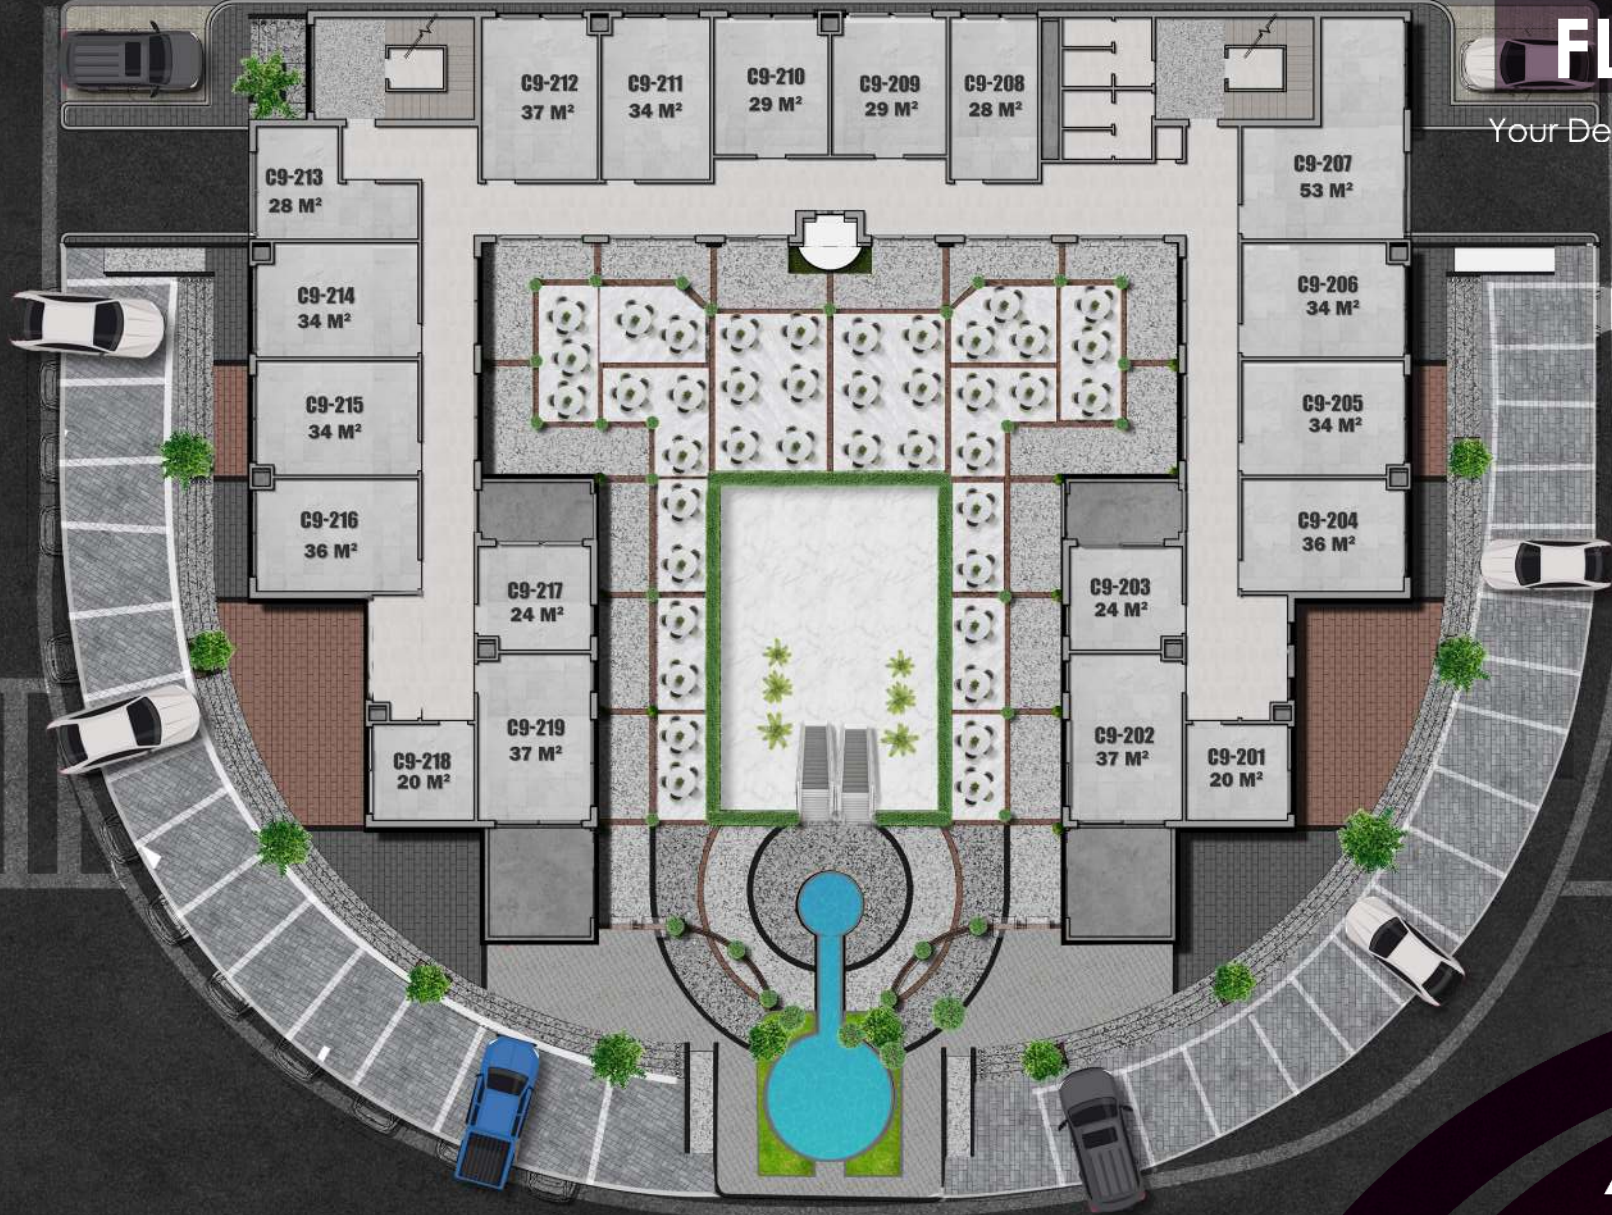 FL
Your De
C9-212
37 M²
C9-211
34 M²
C9-210
29 M²
C9-209
29 M²
C9-208
28 M²
C9-207
53 M²
C9-213
28 M²
C9-214
34 M²
C9-206
34 M²
C9-215
34 M²
C9-205
34 M²
C9-216
36 M²
C9-204
36 M²
C9-217
24 M²
C9-203
24 M²
C9-219
37 M²
C9-218
20 M²
C9-202
37 M²
C9-201
20 M²